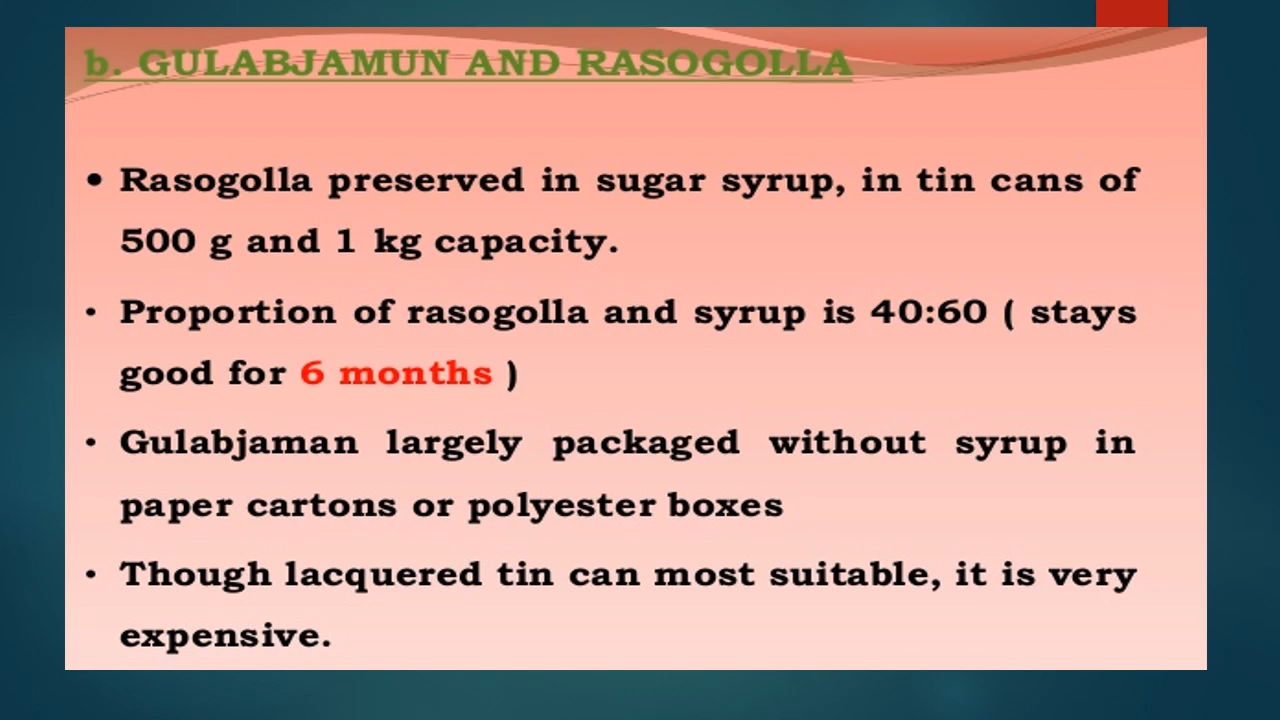 b. GULABJAMUN AND RASOGOLLA
• Rasogolla preserved in sugar syrup, in tin cans of
500 g and 1 kg capacity.
• Proportion of rasogolla and syrup is 40:60 ( stays
good for 6 months )
• Gulabjaman largely packaged without syrup in
paper cartons or polyester boxes
• Though lacquered tin can most suitable, it is very
expensive.